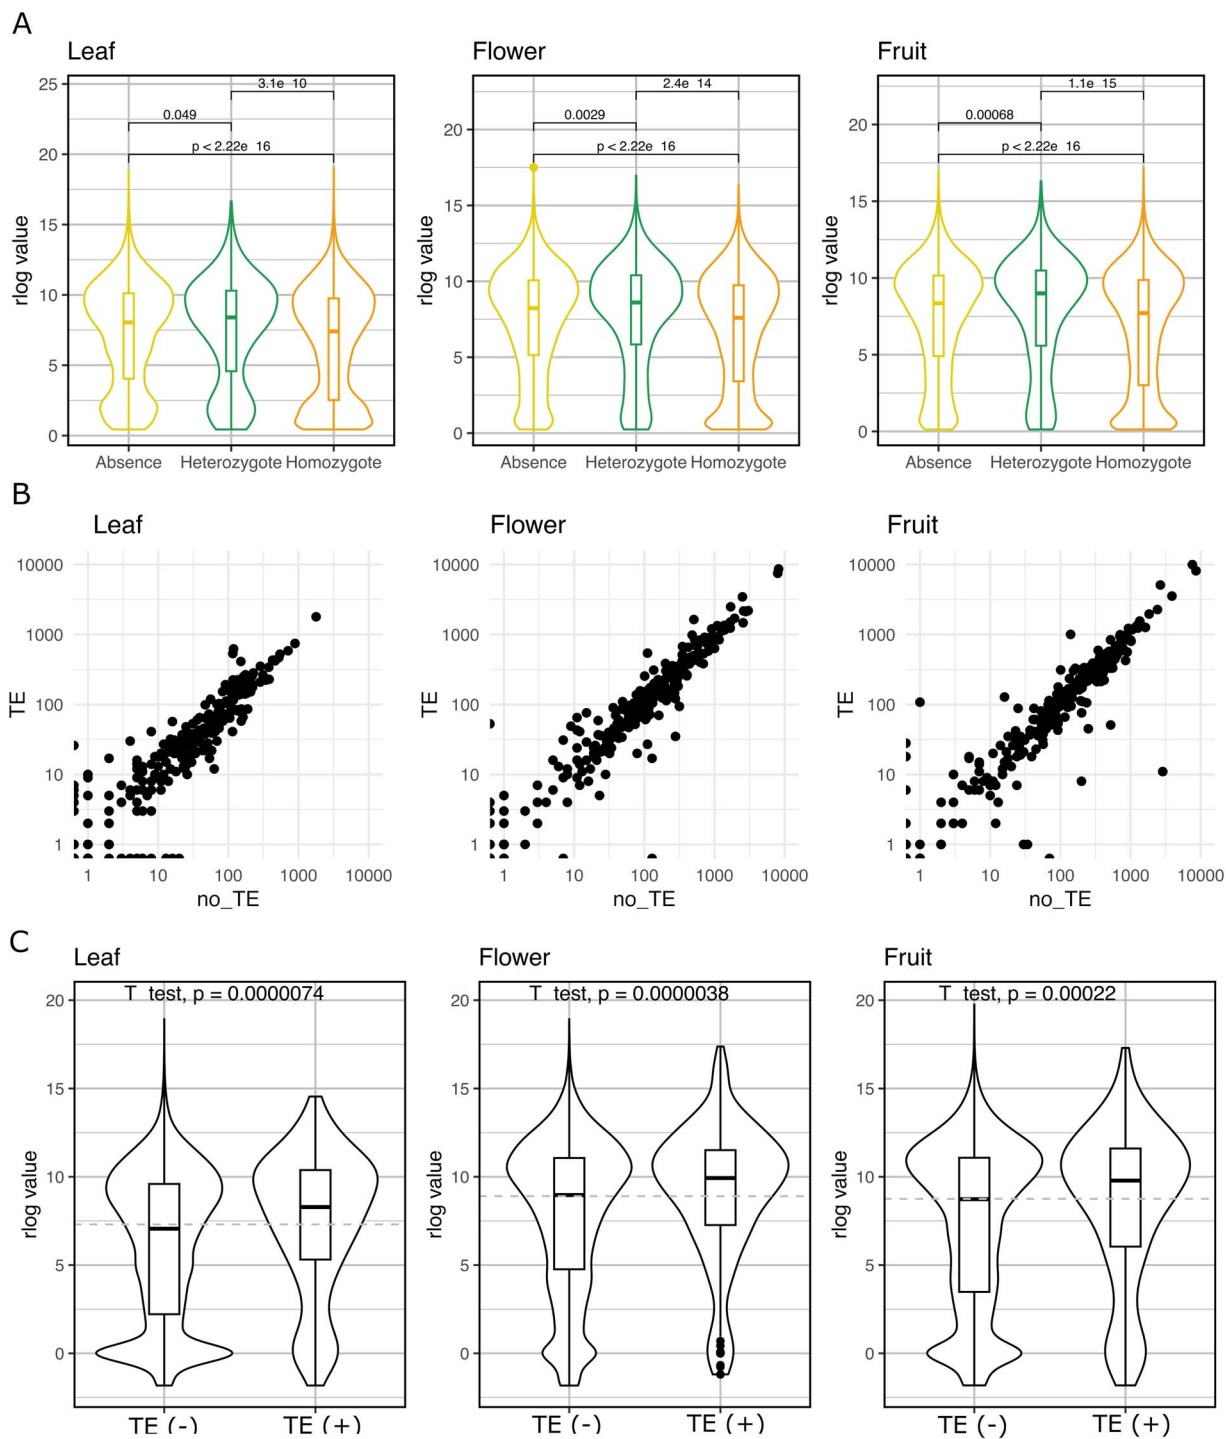 A
Leaf
Flower
Fruit
rlog value
25
20
15
10
5
0
3.1e 10
0.049
p < 2.22e 16
Absence Heterozygote Homozygote
rlog value
20
15
10
5
0
2.4e 14
0.0029
p < 2.22e 16
Absence Heterozygote Homozygote
rlog value
20
15
10
5
0
1.1e 15
0.00068
p < 2.22e 16
Absence Heterozygote Homozygote
B
Leaf
Flower
Fruit
TE
10000
1000
100
10
1
1 10 100 1000 10000
no_TE
TE
10000
1000
100
10
1
1 10 100 1000 10000
no_TE
TE
10000
1000
100
10
1
1 10 100 1000 10000
no_TE
C
Leaf
Flower
Fruit
rlog value
20
15
10
5
0
T test, p = 0.0000074
TE (-) TE (+)
rlog value
20
15
10
5
0
T test, p = 0.0000038
TE (-) TE (+)
rlog value
20
15
10
5
0
T test, p = 0.00022
TE (-) TE (+)